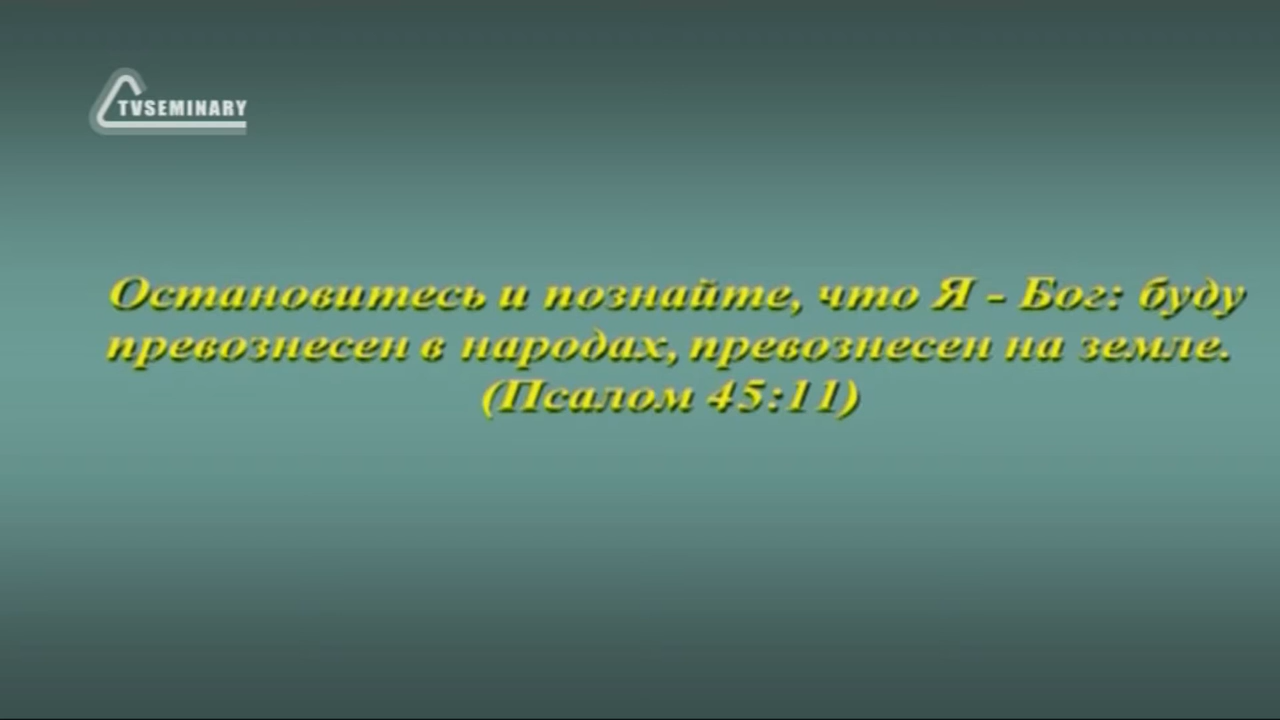 TVSEMINARY
Остановитесь и познайте, что Я - Бог: буду
превознесен в народах, превознесен на земле.
(Псалом 45:11)